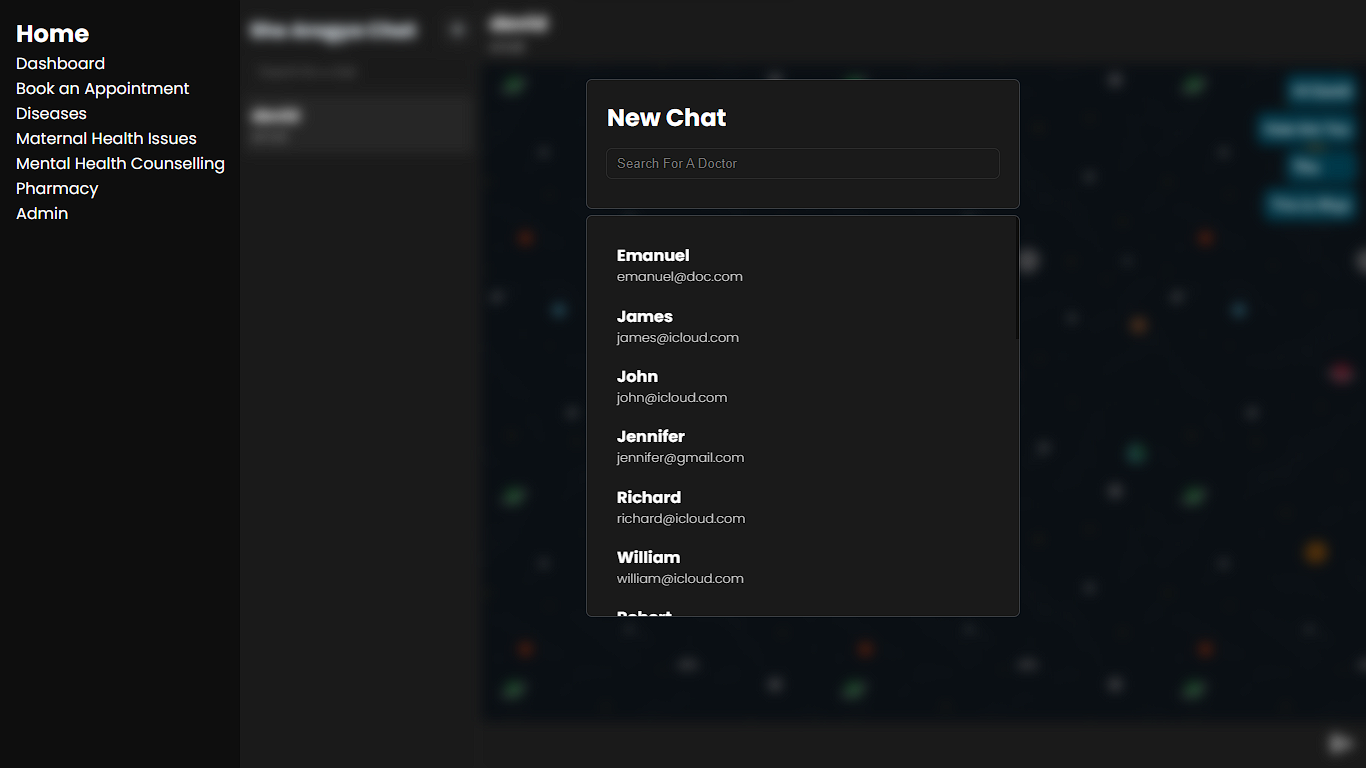 Home
Dashboard
Book an Appointment
Diseases
Maternal Health Issues
Mental Health Counselling
Pharmacy
Admin
New Chat
Search For A Doctor
Emanuel
emanuel@doc.com
James
james@icloud.com
John
john@icloud.com
Jennifer
jennifer@gmail.com
Richard
richard@icloud.com
William
william@icloud.com